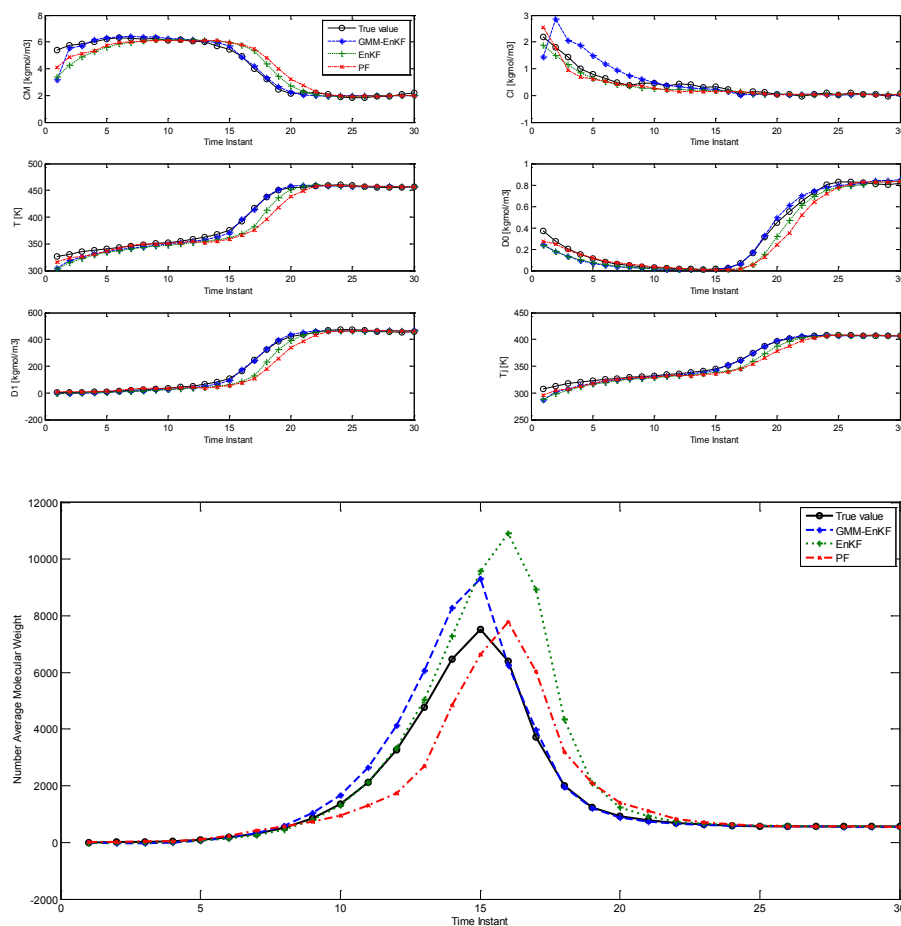 6
4
2
0
8
CM [kgmol/m3]
0 5 10 15 20 25 30
Time Instant
True value
GMM-EnKF
EnKF
PF
3
2
1
0
-1
CI [kgmol/m3]
0 5 10 15 20 25 30
Time Instant
500
450
400
350
300
T [K]
0 5 10 15 20 25 30
Time Instant
1
0.8
0.6
0.4
0.2
0
D0 [kgmol/m3]
0 5 10 15 20 25 30
Time Instant
600
400
200
0
-200
D1 [kgmol/m3]
0 5 10 15 20 25 30
Time Instant
450
400
350
300
250
Tj [K]
0 5 10 15 20 25 30
Time Instant
12000
10000
8000
6000
4000
2000
0
-2000
Number Average Molecular Weight
0 5 10 15 20 25 30
Time Instant
True value
GMM-EnKF
EnKF
PF